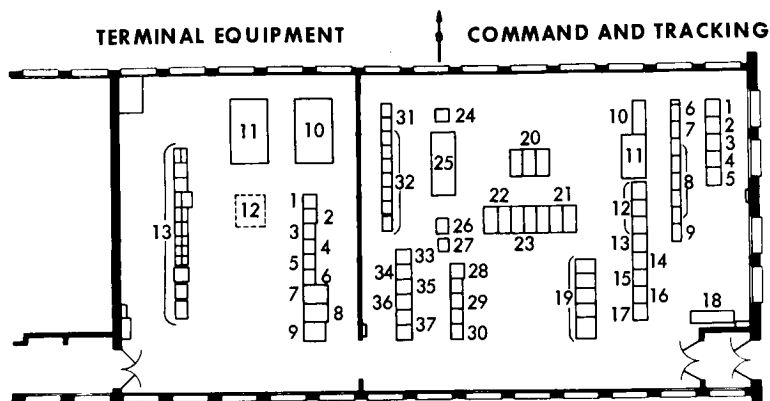 TERMINAL EQUIPMENT COMMAND AND TRACKING
31 24 10 6 1
11 10 7 2
20 3
32 25 11 8 4
5
1 22 21 12
12 2
13 3 26 23 13 9
4 27
33 14
5 34 28
6 35 15
7 36 29 19 16
8 37 17 18
9 30